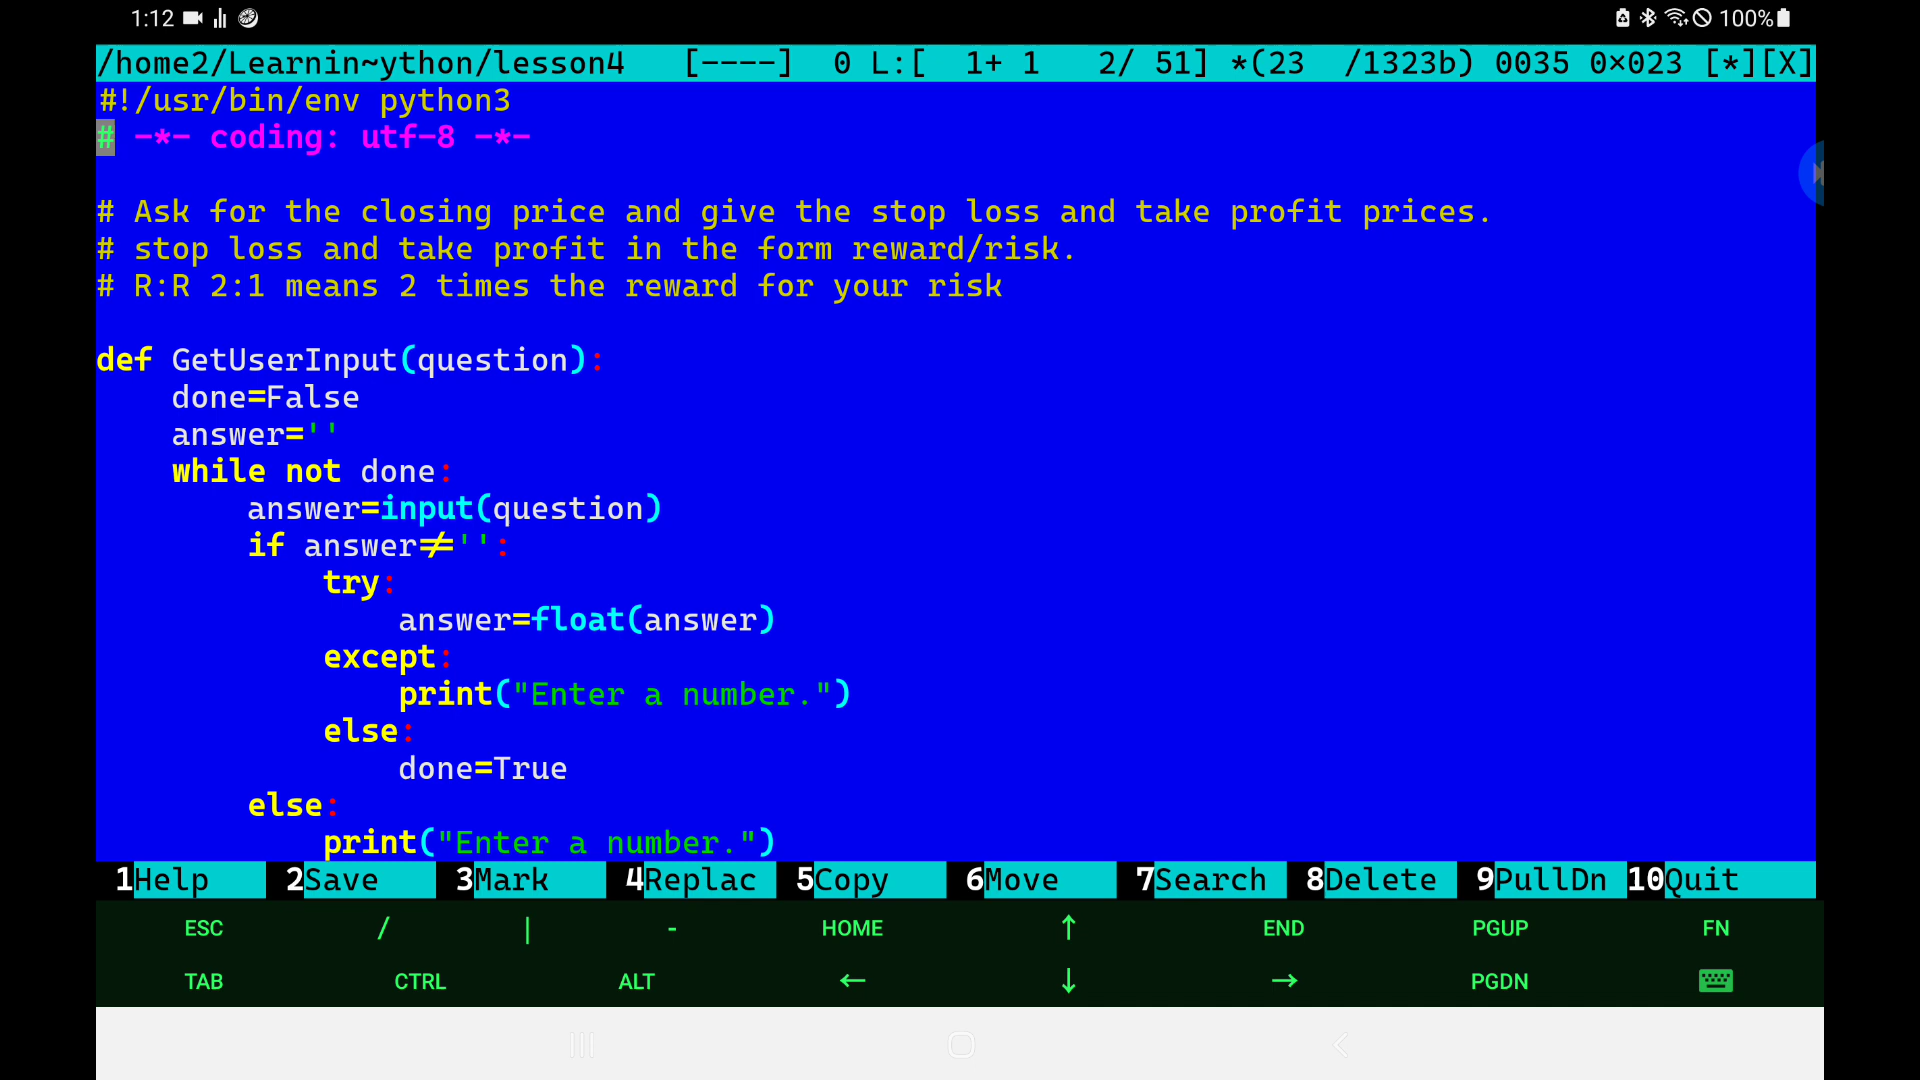 1:12 100%
/home2/Learnin~ython/lesson4   [----]  0 L:[  1+ 1   2/ 51] *(23  /1323b) 0035 0×023 [*][X]
#!/usr/bin/env python3
# -*- coding: utf-8 -*-
# Ask for the closing price and give the stop loss and take profit prices.
# stop loss and take profit in the form reward/risk.
# R:R 2:1 means 2 times the reward for your risk
def GetUserInput(question):
    done=False
    answer=''
    while not done:
        answer=input(question)
        if answer≠'':
            try:
                answer=float(answer)
            except:
                print("Enter a number.")
            else:
                done=True
        else:
            print("Enter a number.")
1Help 2Save 3Mark 4Replac 5Copy 6Move 7Search 8Delete 9PullDn 10Quit
ESC / | - HOME ↑ END PGUP FN
TAB CTRL ALT ← ↓ → PGDN